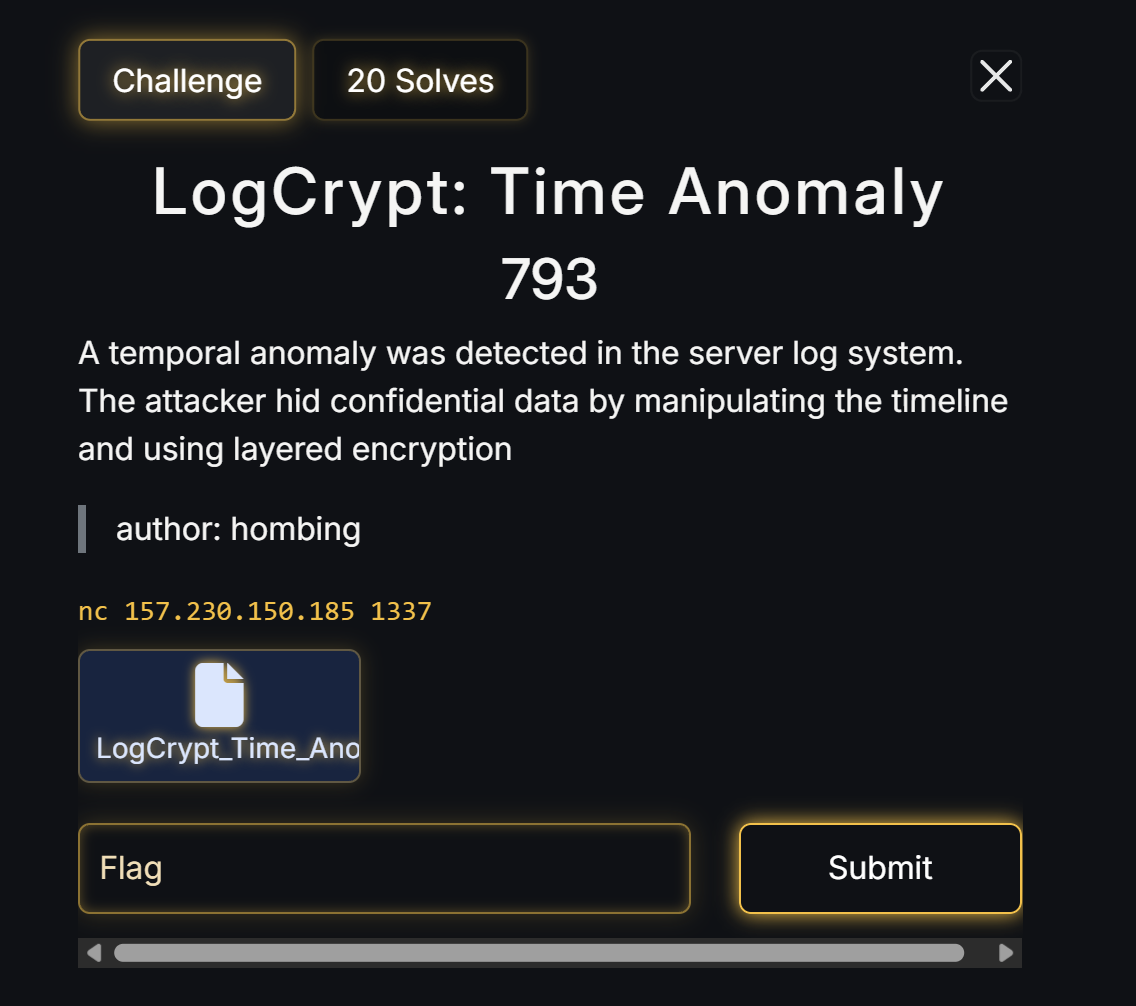 Challenge
20 Solves
LogCrypt: Time Anomaly
793
A temporal anomaly was detected in the server log system.
The attacker hid confidential data by manipulating the timeline
and using layered encryption
author: hombing
nc 157.230.150.185 1337
LogCrypt_Time_Ano
Flag
Submit